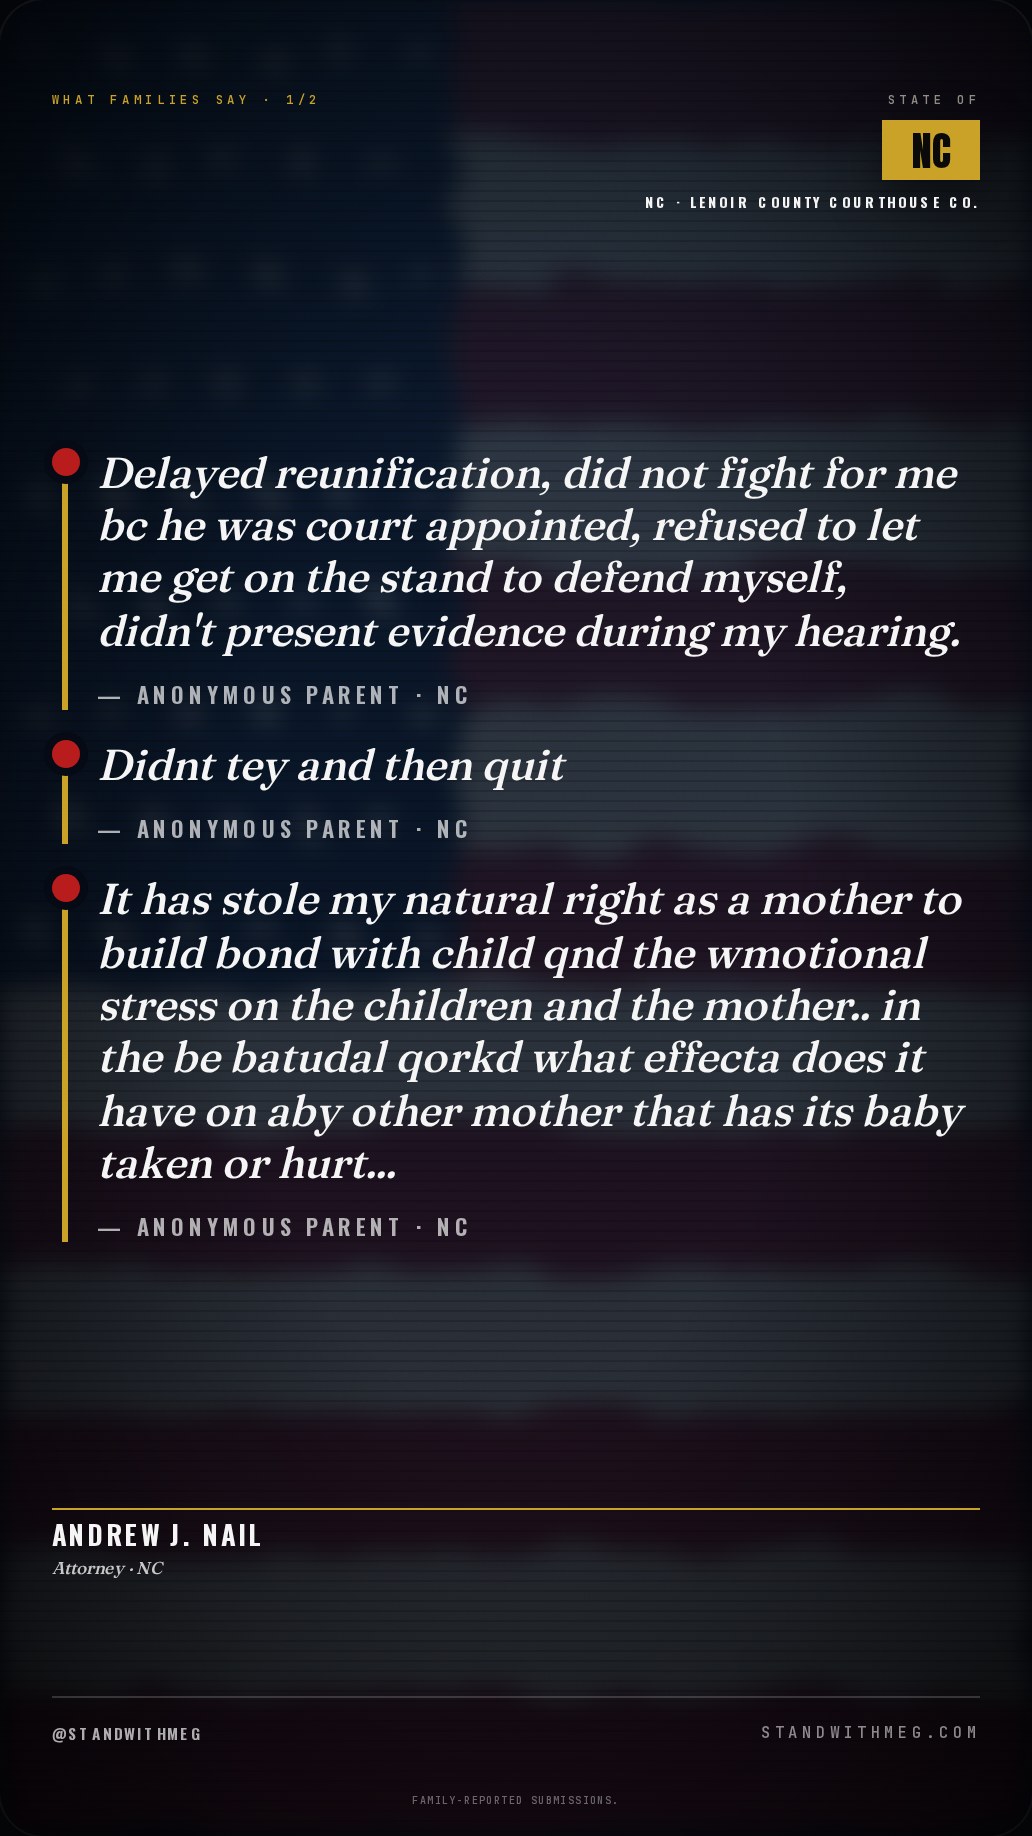 WHAT FAMILIES SAY · 1/2
STATE OF
NC
NC · LENOIR COUNTY COURTHOUSE CO.
Delayed reunification, did not fight for me
bc he was court appointed, refused to let
me get on the stand to defend myself,
didn't present evidence during my hearing.
— ANONYMOUS PARENT · NC
Didnt tey and then quit
— ANONYMOUS PARENT · NC
It has stole my natural right as a mother to
build bond with child qnd the wmotional
stress on the children and the mother.. in
the be batudal qorkd what effecta does it
have on aby other mother that has its baby
taken or hurt...
— ANONYMOUS PARENT · NC
ANDREW J. NAIL
Attorney · NC
@STANDWITHMEG
STANDWITHMEG.COM
FAMILY-REPORTED SUBMISSIONS.